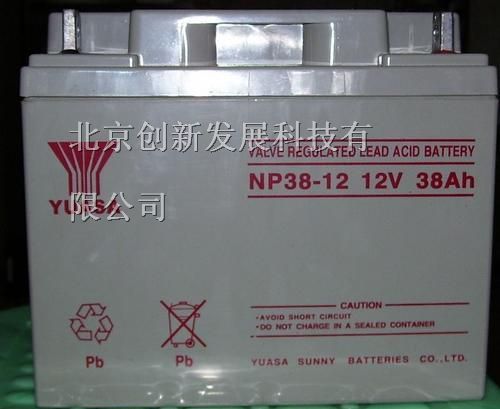 北京创新发展科技有
限公司
YUASA
VALVE REGULATED LEAD ACID BATTERY
NP38-12 12V 38Ah
CAUTION
• AVOID SHORT CIRCUIT
• DO NOT CHARGE IN A SEALED CONTAINER
Pb
Pb
YUASA SUNNY BATTERIES CO., LTD.